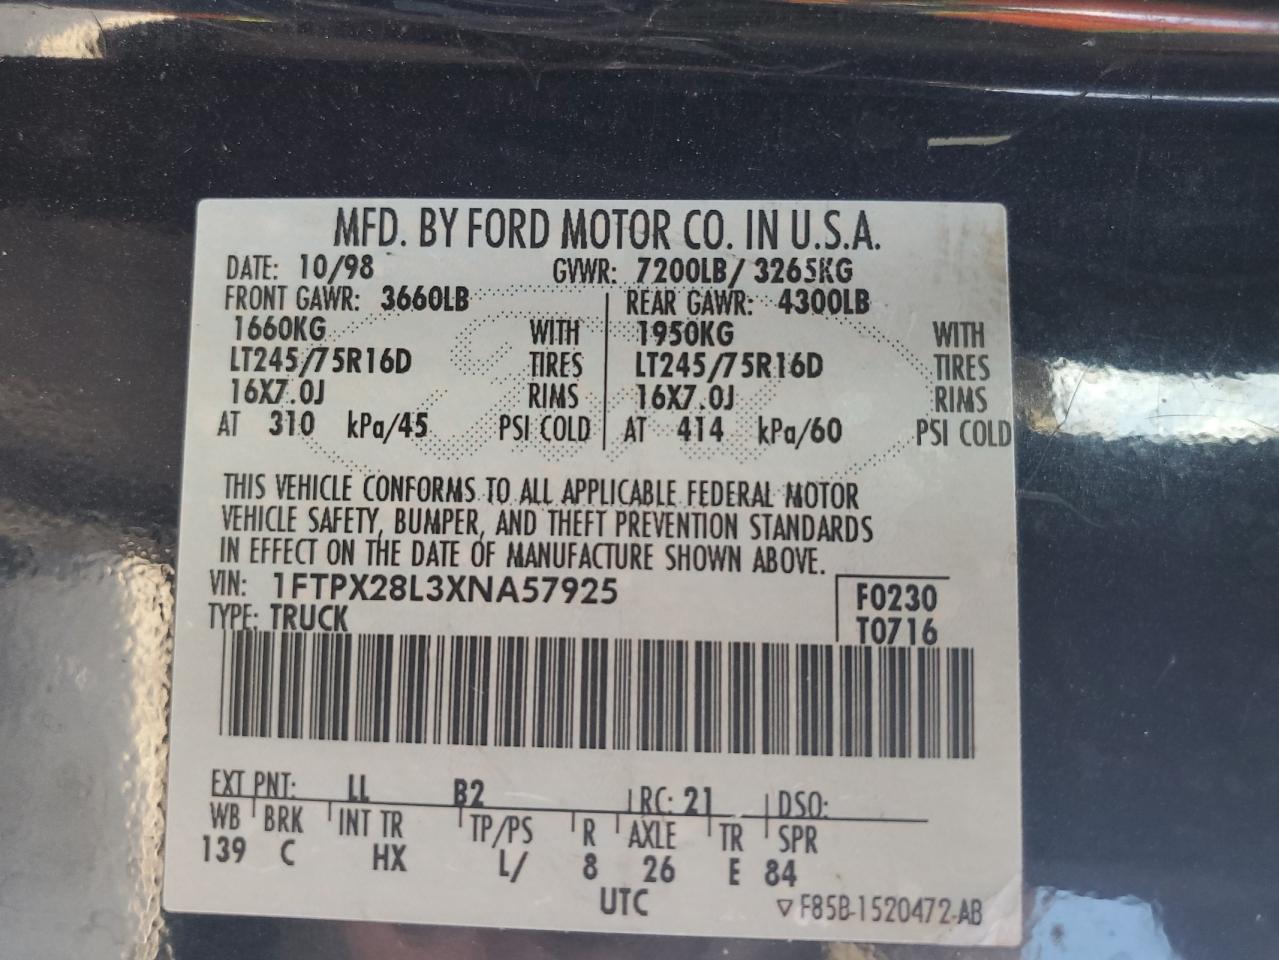 MFD. BY FORD MOTOR CO. IN U.S.A.
DATE: 10/98 GVWR: 7200LB/ 3265KG
FRONT GAWR: 3660LB REAR GAWR: 4300LB
1660KG WITH 1950KG WITH
LT245/75R16D TIRES LT245/75R16D TIRES
16X7.0J RIMS 16X7.0J RIMS
AT 310 kPa/45 PSI COLD AT 414 kPa/60 PSI COLD
THIS VEHICLE CONFORMS TO ALL APPLICABLE FEDERAL MOTOR
VEHICLE SAFETY, BUMPER, AND THEFT PREVENTION STANDARDS
IN EFFECT ON THE DATE OF MANUFACTURE SHOWN ABOVE.
VIN: 1FTPX28L3XNA57925 F0230
TYPE: TRUCK T0716
EXT PNT: LL B2 RC: 21 DSO:
WB BRK INT TR TP/PS R AXLE TR SPR
139 C HX L/ 8 26 E 84
UTC ▽F85B-1520472-AB